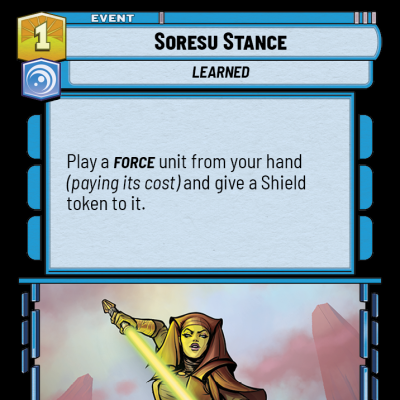 EVENT
1
SORESU STANCE
LEARNED
Play a FORCE unit from your hand
(paying its cost) and give a Shield
token to it.